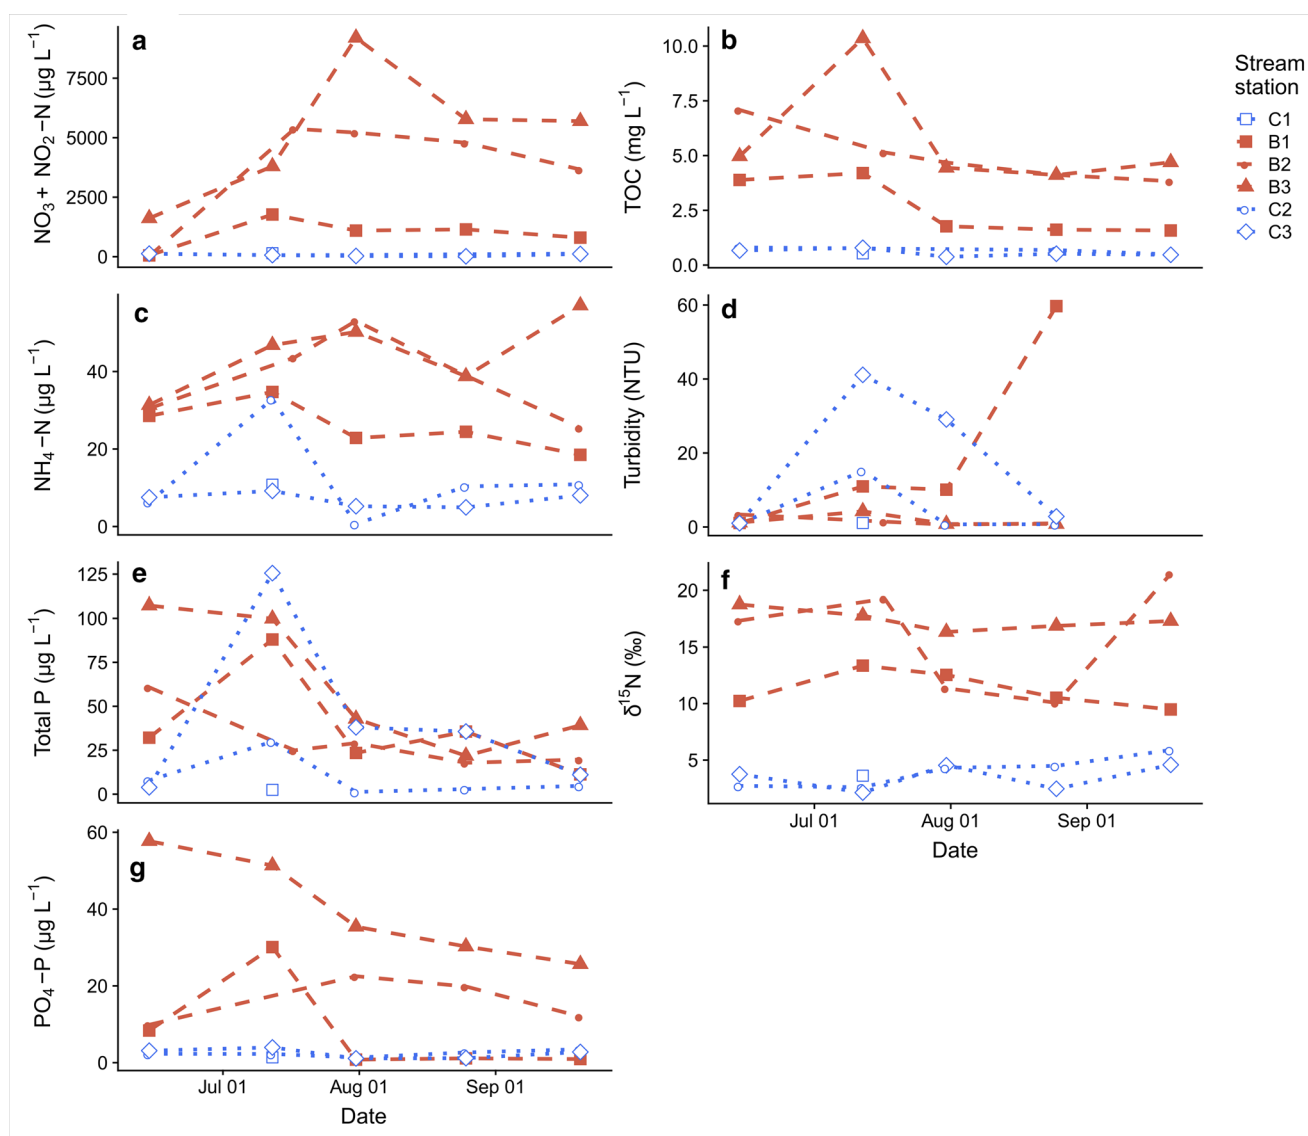 a
NO₃+ NO₂−N (µg L⁻¹)
7500
5000
2500
0
b
TOC (mg L⁻¹)
10.0
7.5
5.0
2.5
0.0
Stream
station
C1
B1
B2
B3
C2
C3
c
NH₄−N (µg L⁻¹)
40
20
0
d
Turbidity (NTU)
60
40
20
0
e
Total P (µg L⁻¹)
125
100
75
50
25
0
f
δ¹⁵N (‰)
20
15
10
5
Jul 01 Aug 01 Sep 01
Date
g
PO₄−P (µg L⁻¹)
60
40
20
0
Jul 01 Aug 01 Sep 01
Date